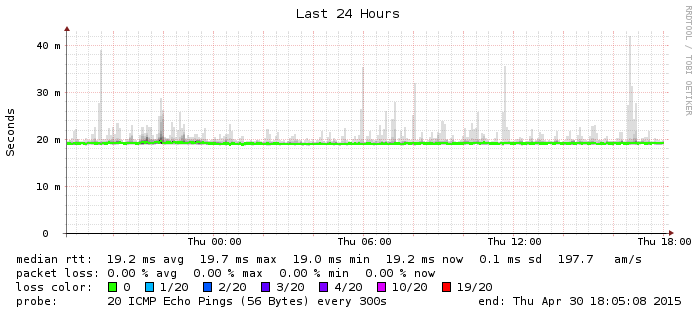 Last 24 Hours
RRDTOOL / TOBI OETIKER
Seconds
40 m
30 m
20 m
10 m
0
Thu 00:00 Thu 06:00 Thu 12:00 Thu 18:00
median rtt: 19.2 ms avg 19.7 ms max 19.0 ms min 19.2 ms now 0.1 ms sd 197.7 am/s
packet loss: 0.00 % avg 0.00 % max 0.00 % min 0.00 % now
loss color: 0 1/20 2/20 3/20 4/20 10/20 19/20
probe: 20 ICMP Echo Pings (56 Bytes) every 300s end: Thu Apr 30 18:05:08 2015